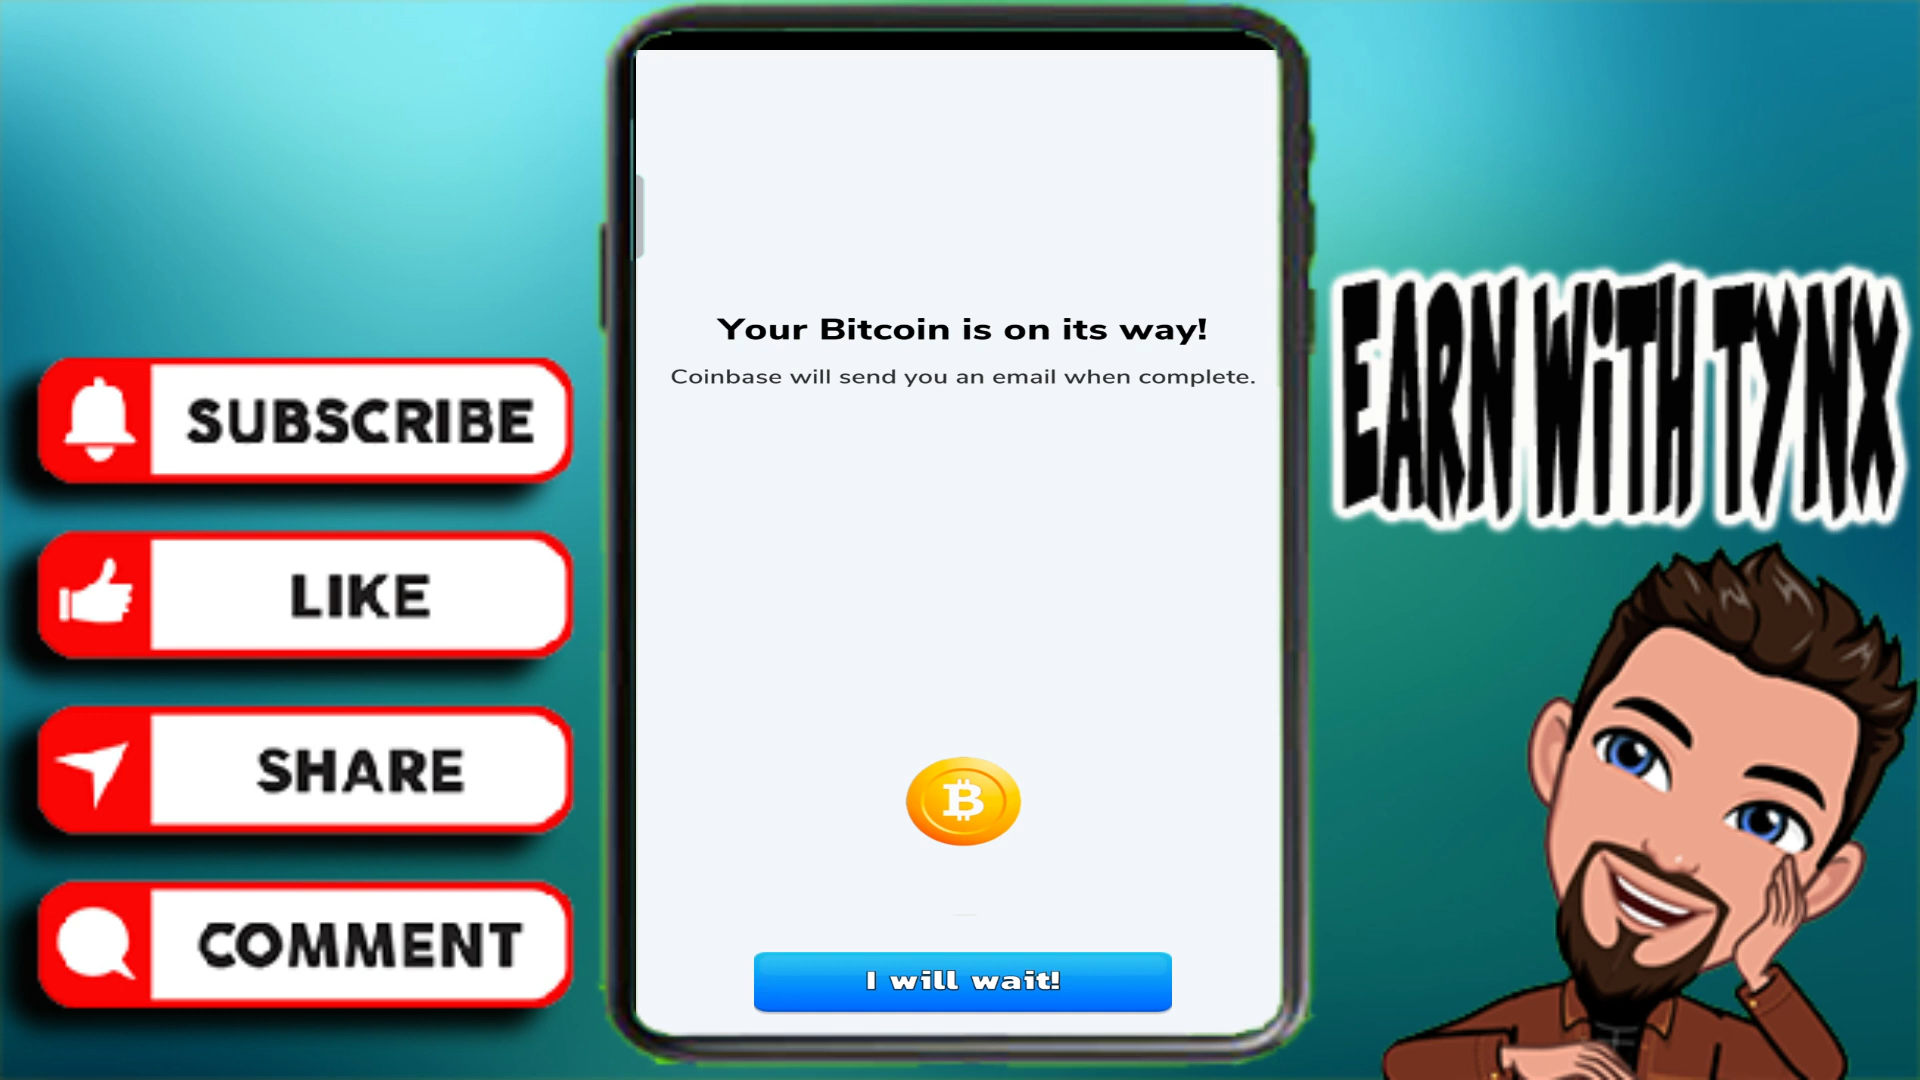 Your Bitcoin is on its way!
Coinbase will send you an email when complete.
I will wait!
SUBSCRIBE
LIKE
SHARE
COMMENT
EARN WiTH TYNX